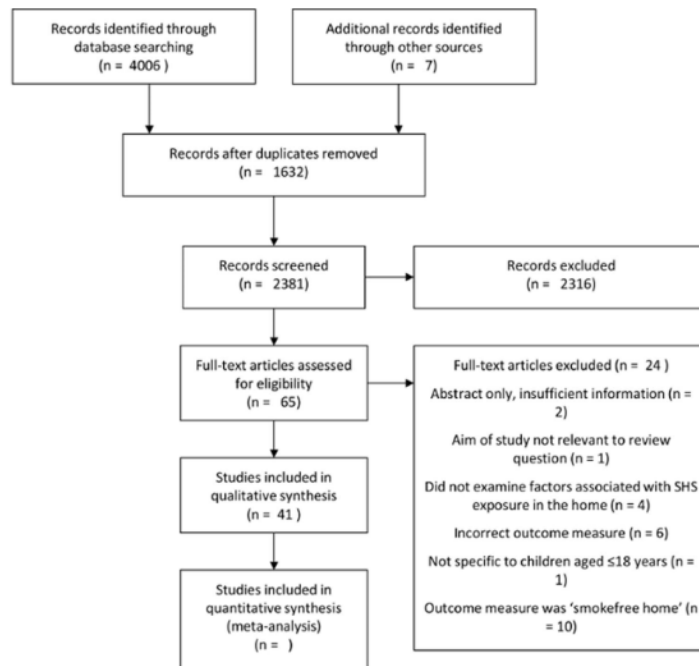 Records identified through
database searching
(n = 4006 )
Additional records identified
through other sources
(n = 7)
Records after duplicates removed
(n = 1632)
Records screened
(n = 2381)
Records excluded
(n = 2316)
Full-text articles assessed
for eligibility
(n = 65)
Full-text articles excluded (n = 24 )
Abstract only, insufficient information (n =
2)
Aim of study not relevant to review
question (n = 1)
Did not examine factors associated with SHS
exposure in the home (n = 4)
Incorrect outcome measure (n = 6)
Not specific to children aged ≤18 years (n =
1)
Outcome measure was ‘smokefree home’ (n
= 10)
Studies included in
qualitative synthesis
(n = 41 )
Studies included in
quantitative synthesis
(meta-analysis)
(n = )